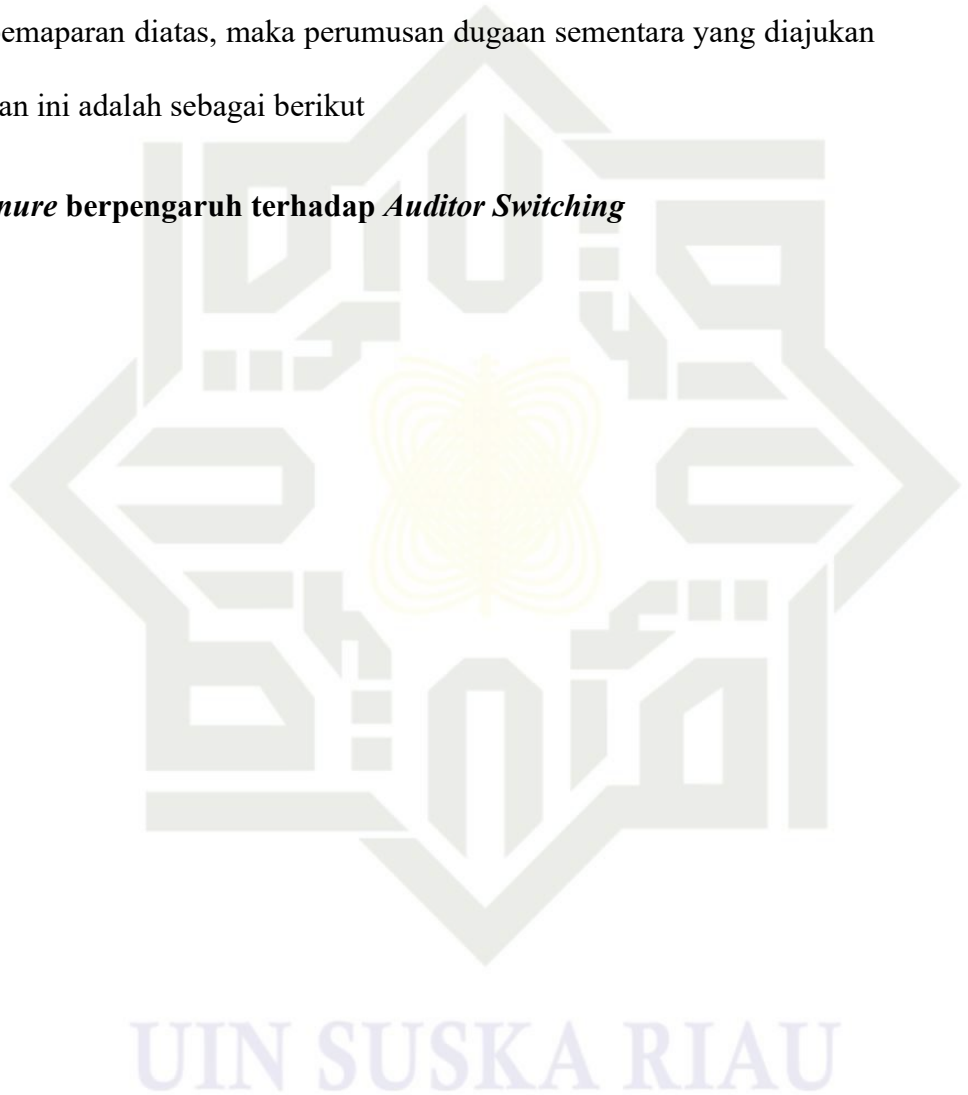 emaparan diatas, maka perumusan dugaan sementara yang diajukan
an ini adalah sebagai berikut
nure berpengaruh terhadap Auditor Switching
UIN SUSKA RIAU